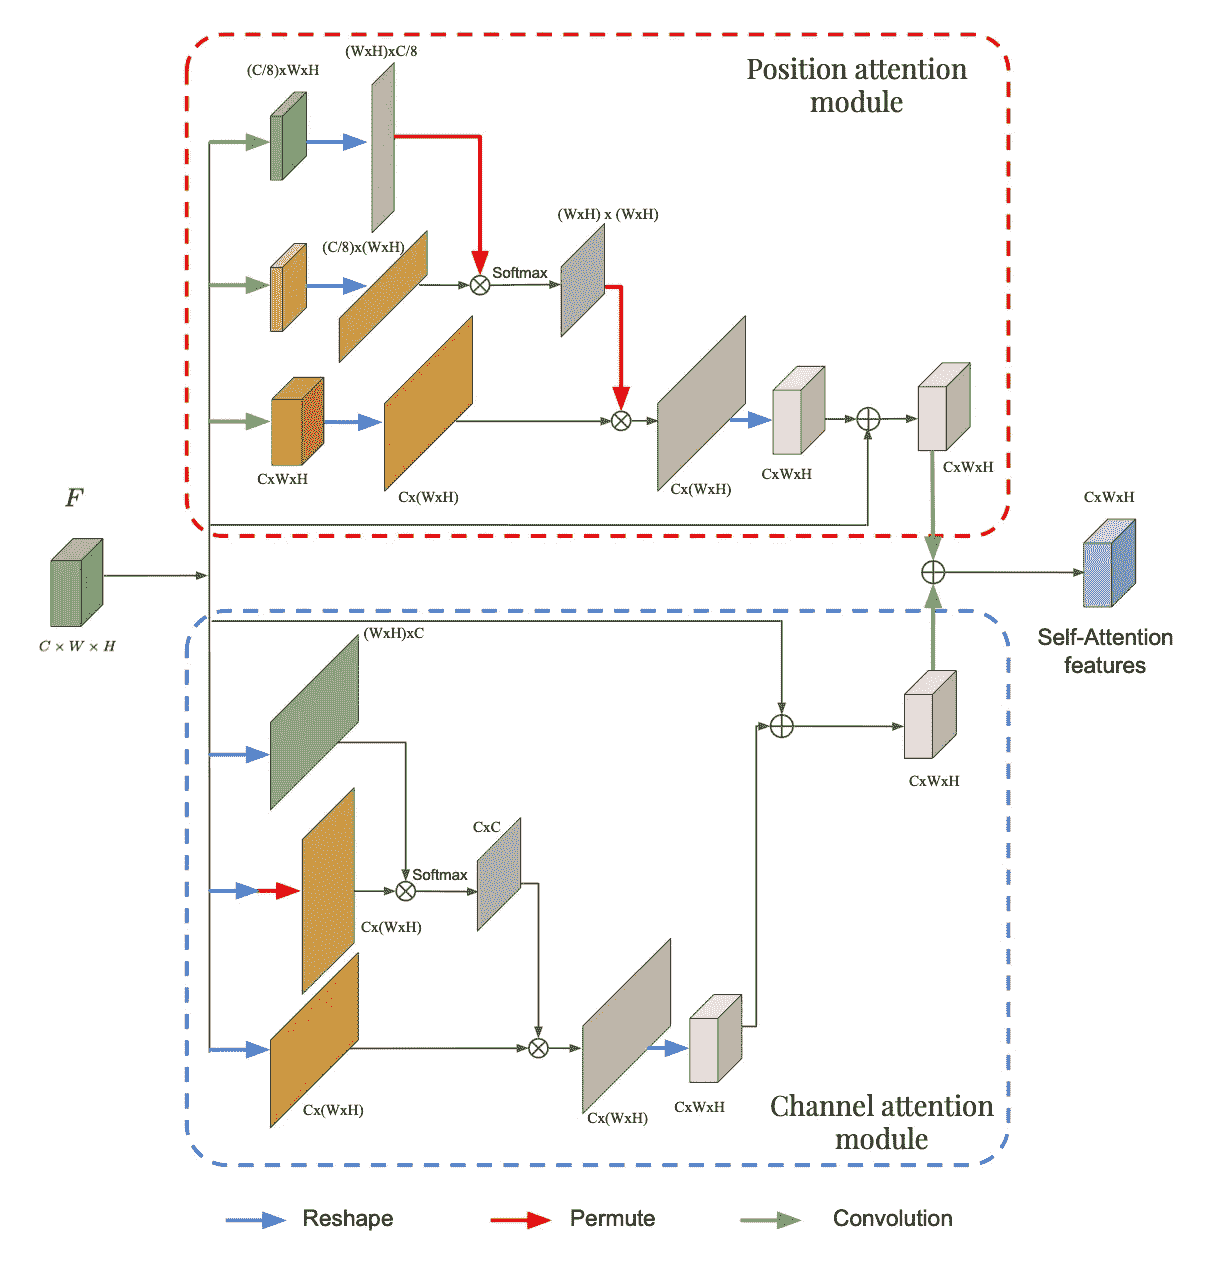 (WxH)xC/8
(C/8)xWxH
Position attention
module
(WxH) x (WxH)
(C/8)x(WxH)
Softmax
CxWxH
Cx(WxH)
Cx(WxH)
CxWxH
CxWxH
F
C × W × H
CxWxH
Self-Attention
features
(WxH)xC
CxWxH
CxC
Softmax
Cx(WxH)
Cx(WxH)
Cx(WxH)
CxWxH
Channel attention
module
Reshape
Permute
Convolution